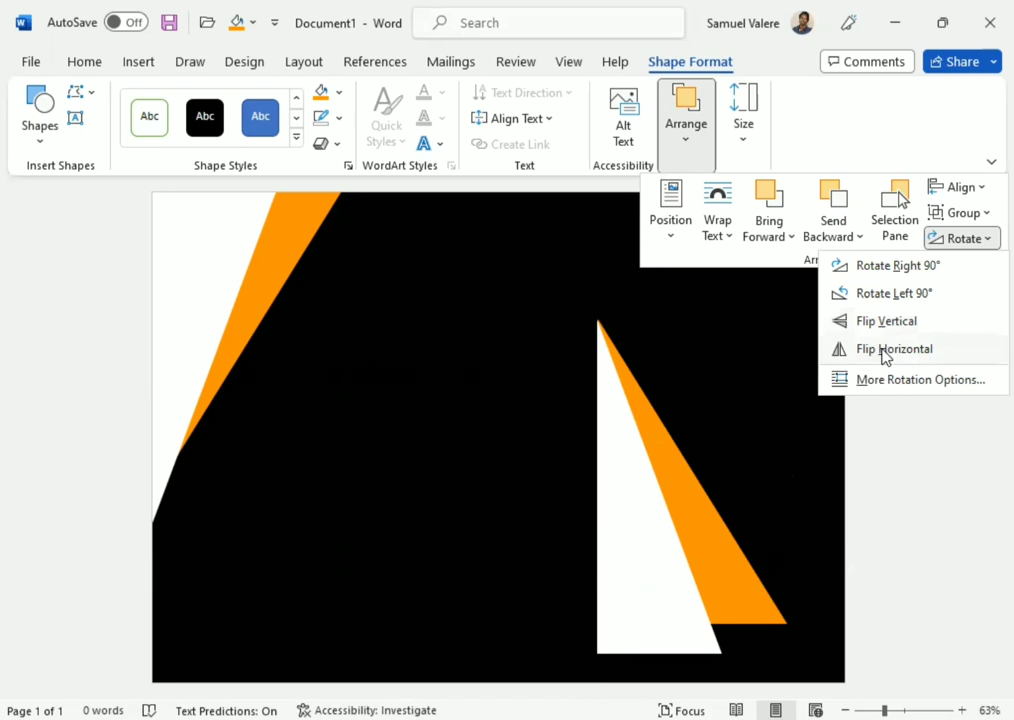 AutoSave Off Document1 - Word Search Samuel Valere
File Home Insert Draw Design Layout References Mailings Review View Help Shape Format Comments Share
Shapes
Insert Shapes
Abc Abc Abc
Shape Styles
Quick Styles
WordArt Styles
Text Direction
Align Text
Create Link
Text
Alt Text
Accessibility
Arrange
Size
Position
Wrap Text
Bring Forward
Send Backward
Selection Pane
Align
Group
Rotate
Rotate Right 90°
Rotate Left 90°
Flip Vertical
Flip Horizontal
More Rotation Options...
Page 1 of 1 0 words Text Predictions: On Accessibility: Investigate Focus 63%